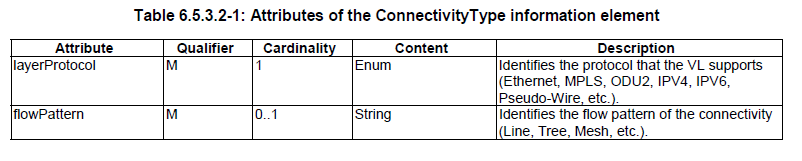 Table 6.5.3.2-1: Attributes of the ConnectivityType information element
Attribute Qualifier Cardinality Content Description
layerProtocol M 1 Enum Identifies the protocol that the VL supports
(Ethernet, MPLS, ODU2, IPV4, IPV6,
Pseudo-Wire, etc.).
flowPattern M 0..1 String Identifies the flow pattern of the connectivity
(Line, Tree, Mesh, etc.).